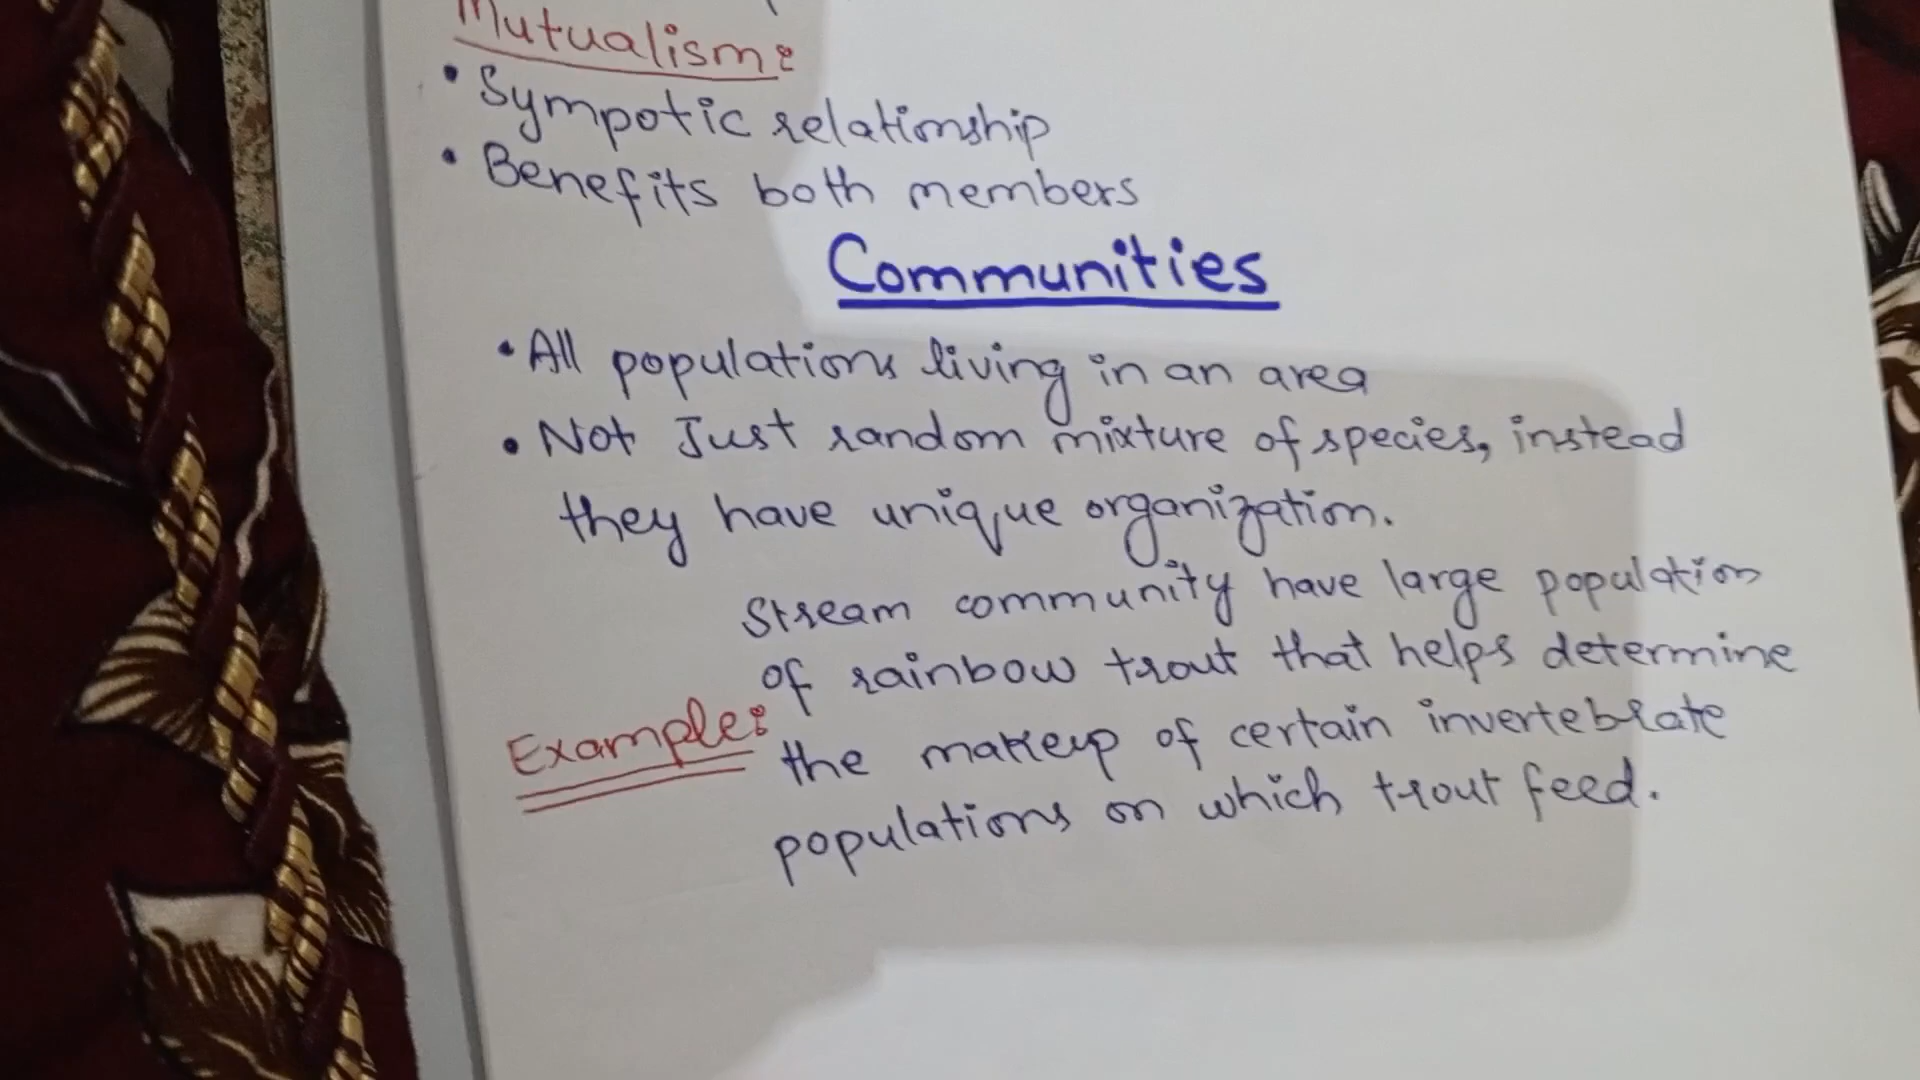 Mutualism:
• Sympotic relationship
• Benefits both members
Communities
• All populations living in an area
• Not Just random mixture of species, instead
they have unique organization.
Stream community have large population
of rainbow trout that helps determine
Example:
the makeup of certain invertebrate
populations on which trout feed.